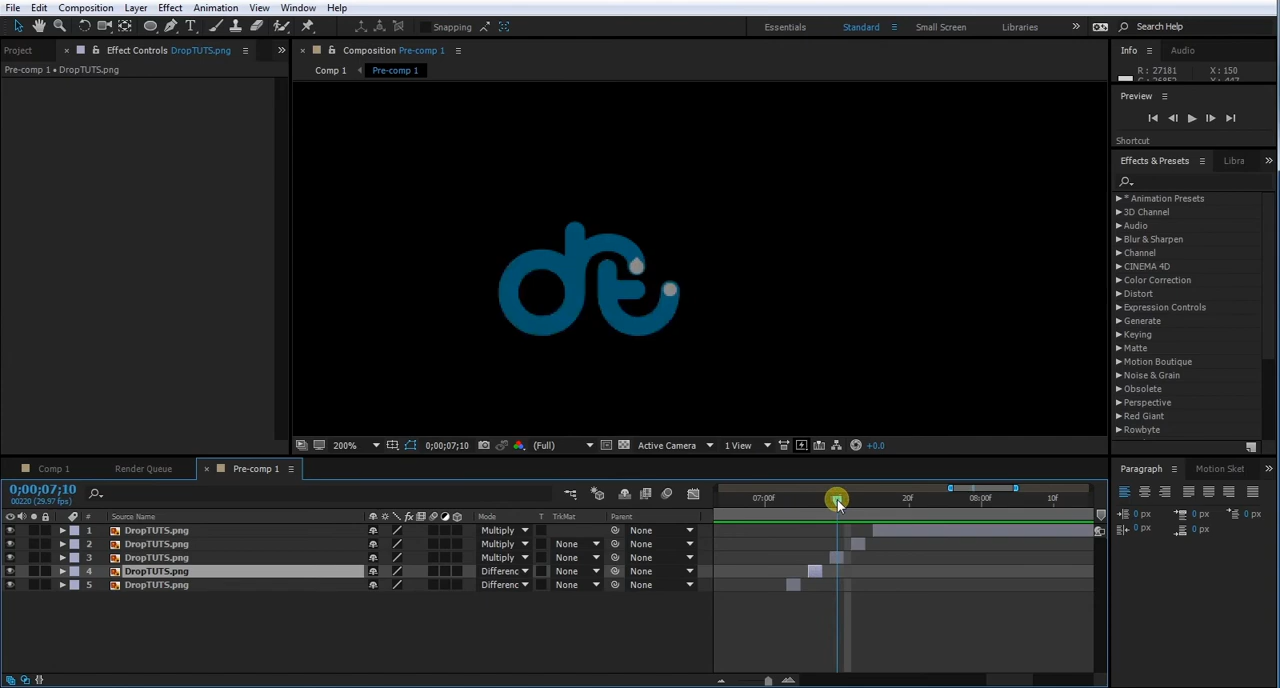 File Edit Composition Layer Effect Animation View Window Help
Snapping Essentials Standard Small Screen Libraries Search Help
Project Effect Controls DropTUTS.png
Composition Pre-comp 1
Info Audio
Pre-comp 1 • DropTUTS.png
Comp 1 Pre-comp 1
R: 27181 X: 150
Preview
Shortcut
Effects & Presets Libra
* Animation Presets
3D Channel
Audio
Blur & Sharpen
Channel
CINEMA 4D
Color Correction
Distort
Expression Controls
Generate
Keying
Matte
Motion Boutique
Noise & Grain
Obsolete
Perspective
Red Giant
Rowbyte
dt
200% 0;00;07;10 (Full) Active Camera 1 View +0.0
Comp 1 Render Queue Pre-comp 1
Paragraph Motion Sket
0;00;07;10
00220 (29.97 fps)
07:00f 20f 08:00f 10f
# Source Name Mode T TrkMat Parent
1 DropTUTS.png Multiply None
2 DropTUTS.png Multiply None None
3 DropTUTS.png Multiply None None
4 DropTUTS.png Differenc None None
5 DropTUTS.png Differenc None None
0 px 0 px 0 px
0 px 0 px